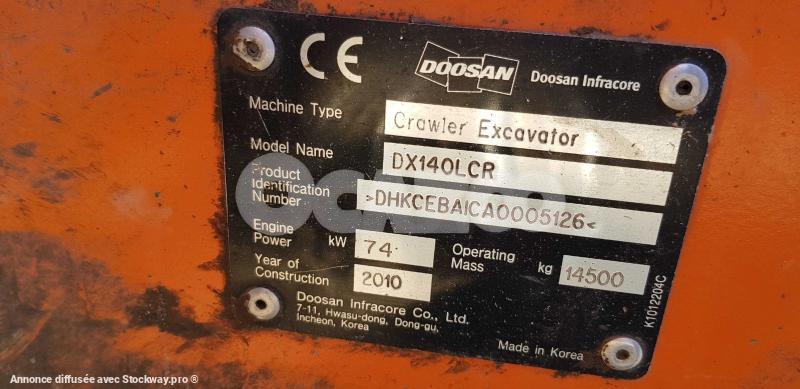 CE
DOOSAN Doosan Infracore
Machine Type Crawler Excavator
Model Name DX140LCR
Product
Identification
Number >DHKCEBAICA0005126<
Engine
Power kW 74 Operating
Mass kg 14500
Year of
Construction 2010
Doosan Infracore Co., Ltd.
7-11, Hwasu-dong, Dong-gu,
Incheon, Korea
Made in Korea
K1012204C
Annonce diffusée avec Stockway.pro ®